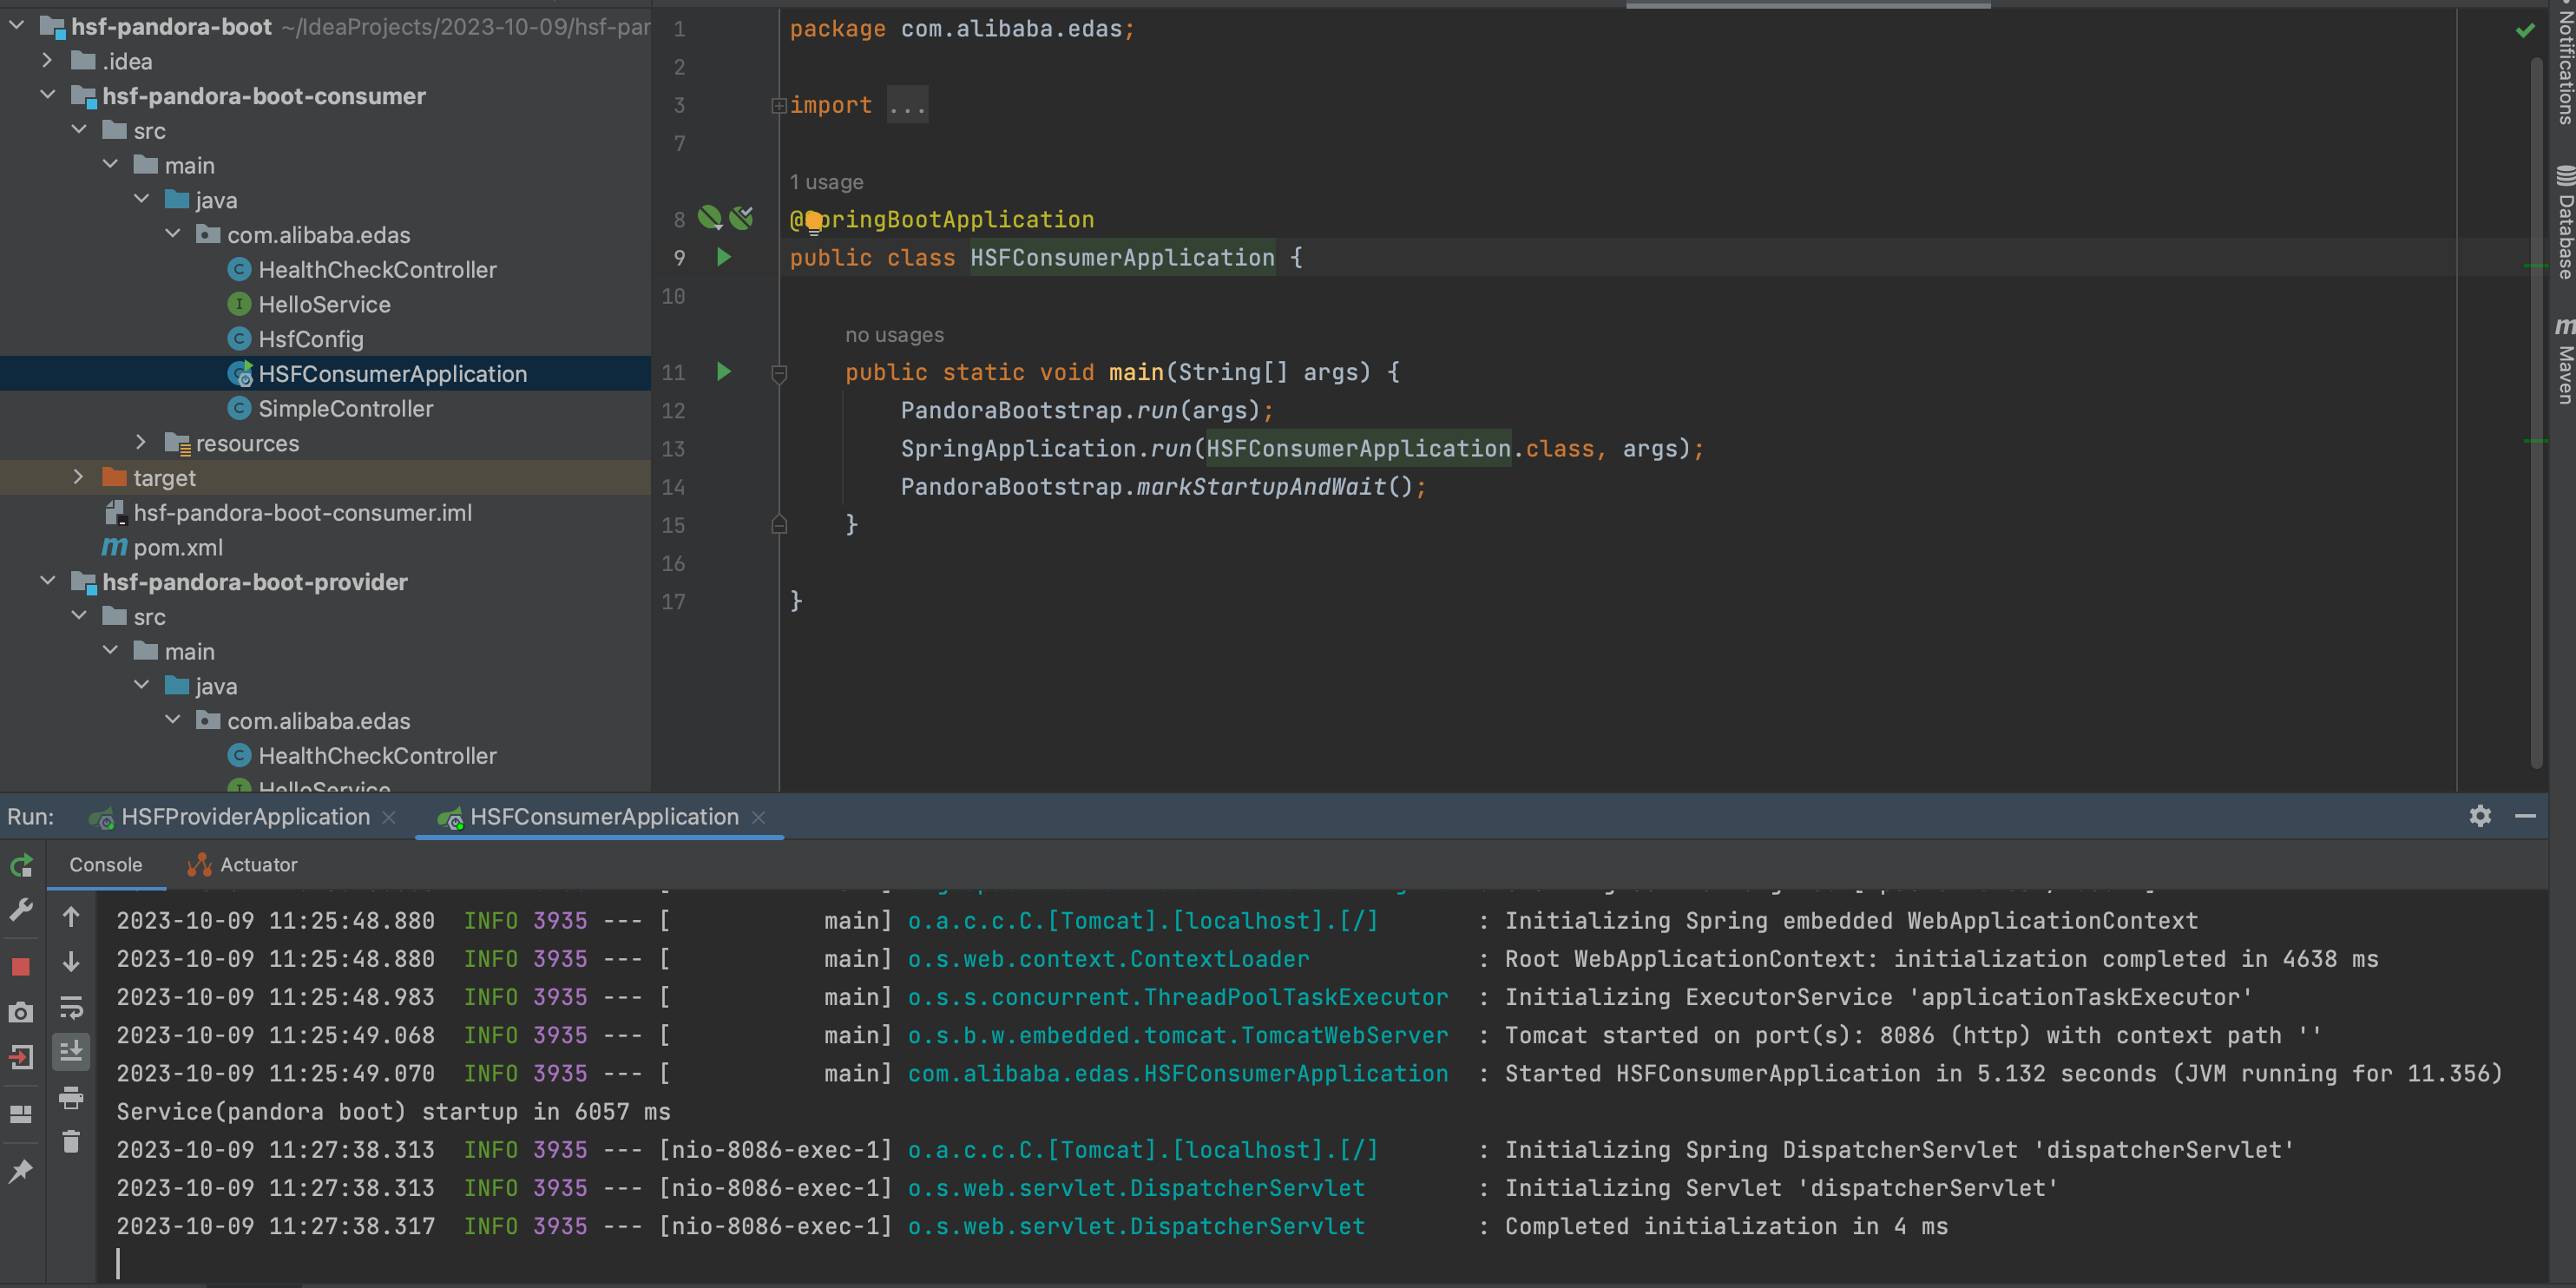 hsf-pandora-boot ~/IdeaProjects/2023-10-09/hsf-par
.idea
hsf-pandora-boot-consumer
src
main
java
com.alibaba.edas
HealthCheckController
HelloService
HsfConfig
HSFConsumerApplication
SimpleController
resources
target
hsf-pandora-boot-consumer.iml
pom.xml
hsf-pandora-boot-provider
src
main
java
com.alibaba.edas
HealthCheckController
HelloService
1 package com.alibaba.edas;
2
3 import ...
7
1 usage
8 @SpringBootApplication
9 public class HSFConsumerApplication {
10
no usages
11 public static void main(String[] args) {
12 PandoraBootstrap.run(args);
13 SpringApplication.run(HSFConsumerApplication.class, args);
14 PandoraBootstrap.markStartupAndWait();
15 }
16
17 }
Notifications
Database
Maven
Run: HSFProviderApplication HSFConsumerApplication
Console Actuator
2023-10-09 11:25:48.880 INFO 3935 --- [ main] o.a.c.c.C.[Tomcat].[localhost].[/] : Initializing Spring embedded WebApplicationContext
2023-10-09 11:25:48.880 INFO 3935 --- [ main] o.s.web.context.ContextLoader : Root WebApplicationContext: initialization completed in 4638 ms
2023-10-09 11:25:48.983 INFO 3935 --- [ main] o.s.s.concurrent.ThreadPoolTaskExecutor : Initializing ExecutorService 'applicationTaskExecutor'
2023-10-09 11:25:49.068 INFO 3935 --- [ main] o.s.b.w.embedded.tomcat.TomcatWebServer : Tomcat started on port(s): 8086 (http) with context path ''
2023-10-09 11:25:49.070 INFO 3935 --- [ main] com.alibaba.edas.HSFConsumerApplication : Started HSFConsumerApplication in 5.132 seconds (JVM running for 11.356)
Service(pandora boot) startup in 6057 ms
2023-10-09 11:27:38.313 INFO 3935 --- [nio-8086-exec-1] o.a.c.c.C.[Tomcat].[localhost].[/] : Initializing Spring DispatcherServlet 'dispatcherServlet'
2023-10-09 11:27:38.313 INFO 3935 --- [nio-8086-exec-1] o.s.web.servlet.DispatcherServlet : Initializing Servlet 'dispatcherServlet'
2023-10-09 11:27:38.317 INFO 3935 --- [nio-8086-exec-1] o.s.web.servlet.DispatcherServlet : Completed initialization in 4 ms